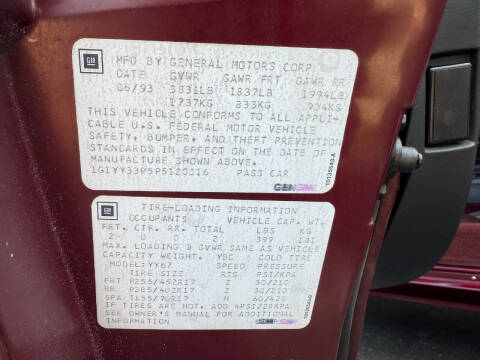 GM
MFD BY GENERAL MOTORS CORP
DATE GVWR GAWR FRT GAWR RR
06/93 3831LB 1837LB 1994LB
1737KG 833KG 904KG
THIS VEHICLE CONFORMS TO ALL APPLI-
CABLE U.S. FEDERAL MOTOR VEHICLE
SAFETY, BUMPER, AND THEFT PREVENTION
STANDARDS IN EFFECT ON THE DATE OF
MANUFACTURE SHOWN ABOVE.
1G1YY33P5P5120016 PASS CAR
GM
TIRE-LOADING INFORMATION
OCCUPANTS VEHICLE CAP. WT.
FRT. CTR. RR. TOTAL LBS KG
2 0 0 2 399 181
MAX. LOADING @ GVWR SAME AS VEHICLE
CAPACITY WEIGHT. YBC COLD TIRE
MODEL: YY67 SPEED PRESSURE
TIRE SIZE RTG PSI/KPA
FRT P255/45ZR17 Z 30/210
RR P285/40ZR17 Z 30/210
SPA T155/70R17 M 60/420
IF TIRES ARE HOT, ADD 4PSI/28KPA
SEE OWNER'S MANUAL FOR ADDITIONAL
INFORMATION